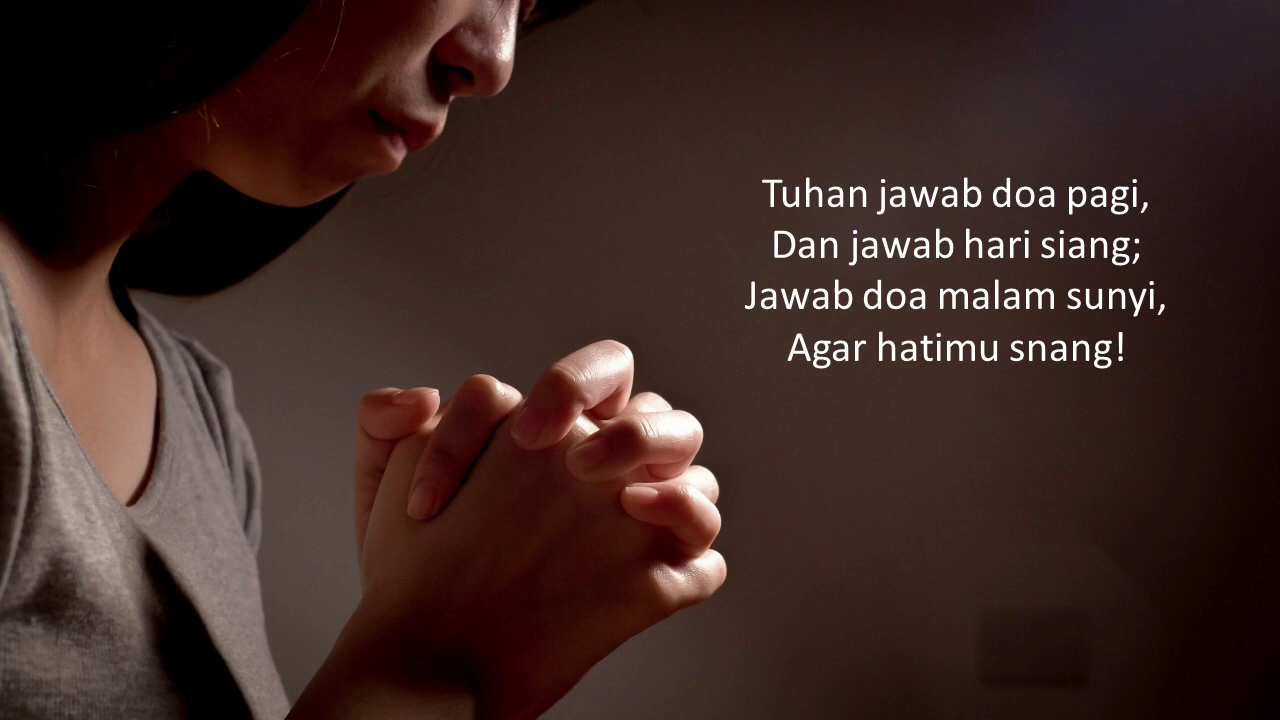 Tuhan jawab doa pagi,
Dan jawab hari siang;
Jawab doa malam sunyi,
Agar hatimu snang!